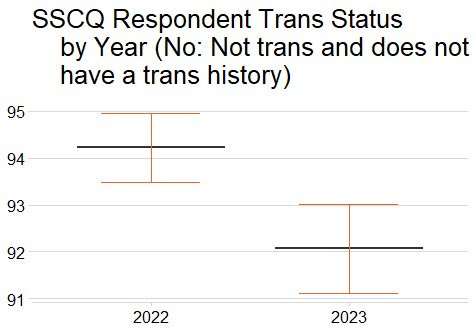 SSCQ Respondent Trans Status
by Year (No: Not trans and does not
have a trans history)
95
94
93
92
91
2022 2023